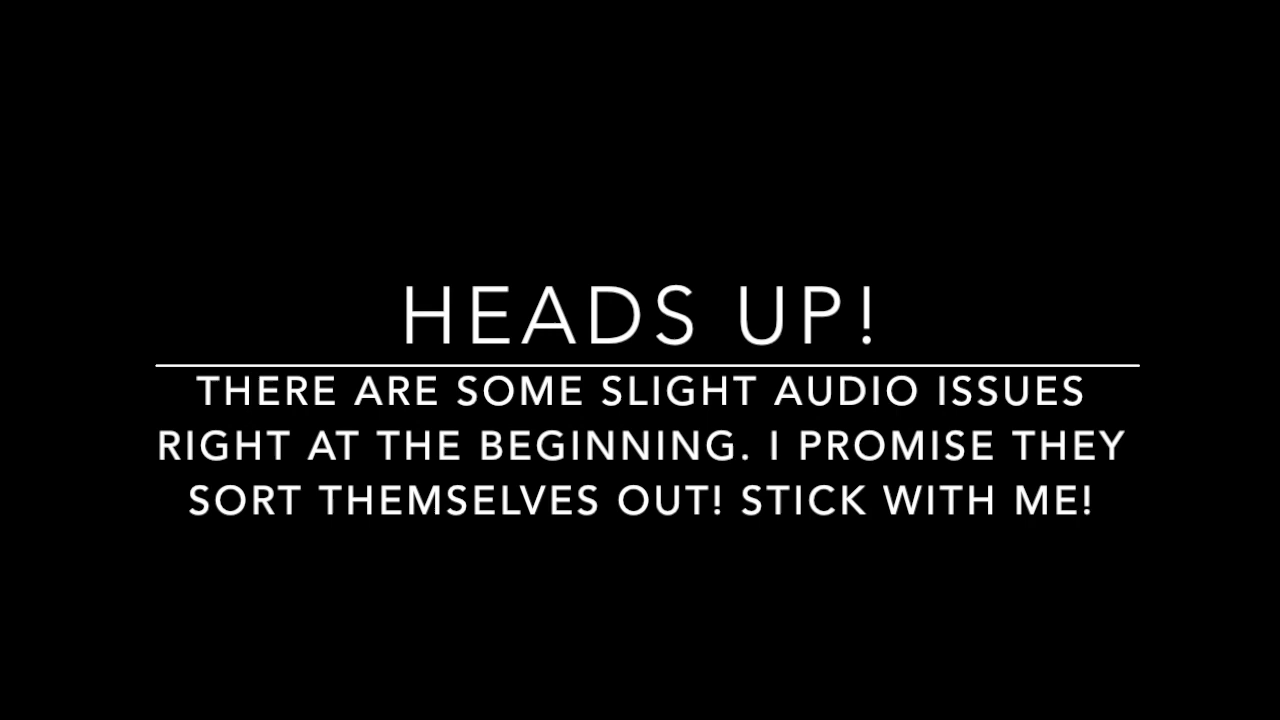 HEADS UP!
THERE ARE SOME SLIGHT AUDIO ISSUES
RIGHT AT THE BEGINNING. I PROMISE THEY
SORT THEMSELVES OUT! STICK WITH ME!